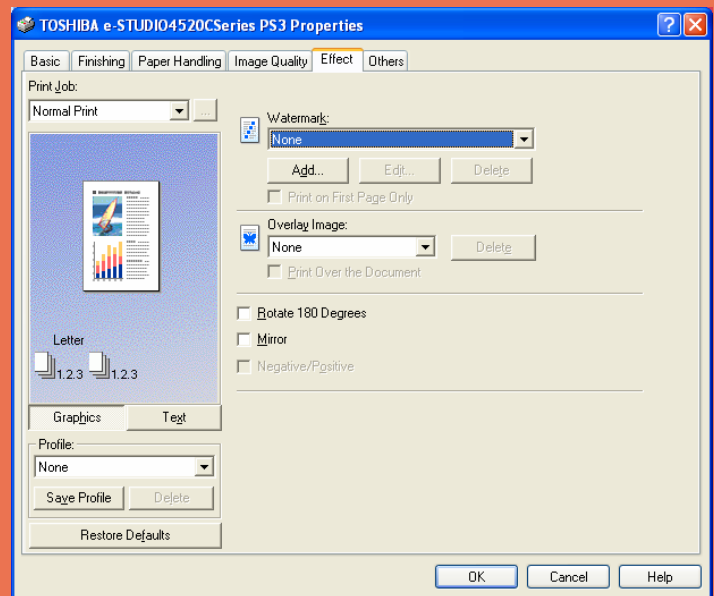 TOSHIBA e-STUDIO4520CSeries PS3 Properties
Basic Finishing Paper Handling Image Quality Effect Others
Print Job:
Normal Print ...
Letter
1.2.3 1.2.3
Graphics Text
Profile:
None
Save Profile Delete
Restore Defaults
Watermark:
None
Add... Edit... Delete
Print on First Page Only
Overlay Image:
None Delete
Print Over the Document
Rotate 180 Degrees
Mirror
Negative/Positive
OK Cancel Help